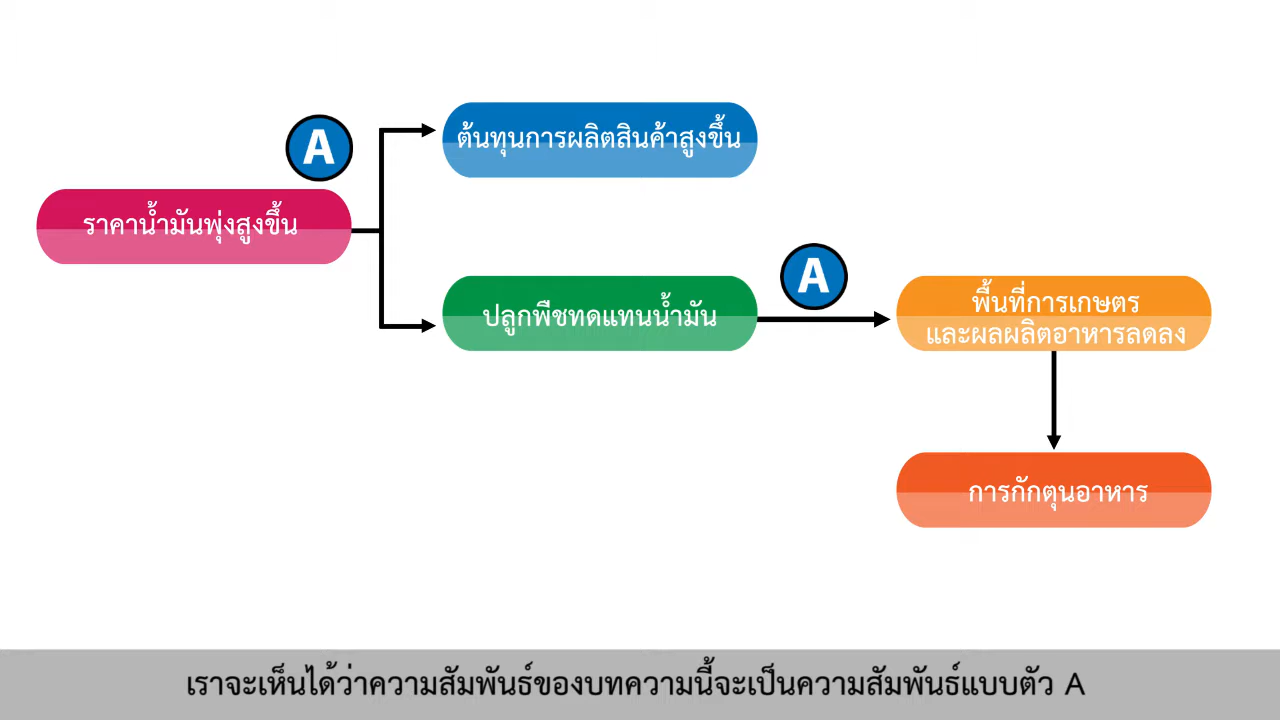 A
ต้นทุนการผลิตสินค้าสูงขึ้น
ราคาน้ำมันพุ่งสูงขึ้น
A
ปลูกพืชทดแทนน้ำมัน
พื้นที่การเกษตร
และผลผลิตอาหารลดลง
การกักตุนอาหาร
เราจะเห็นได้ว่าความสัมพันธ์ของบทความนี้จะเป็นความสัมพันธ์แบบตัว A